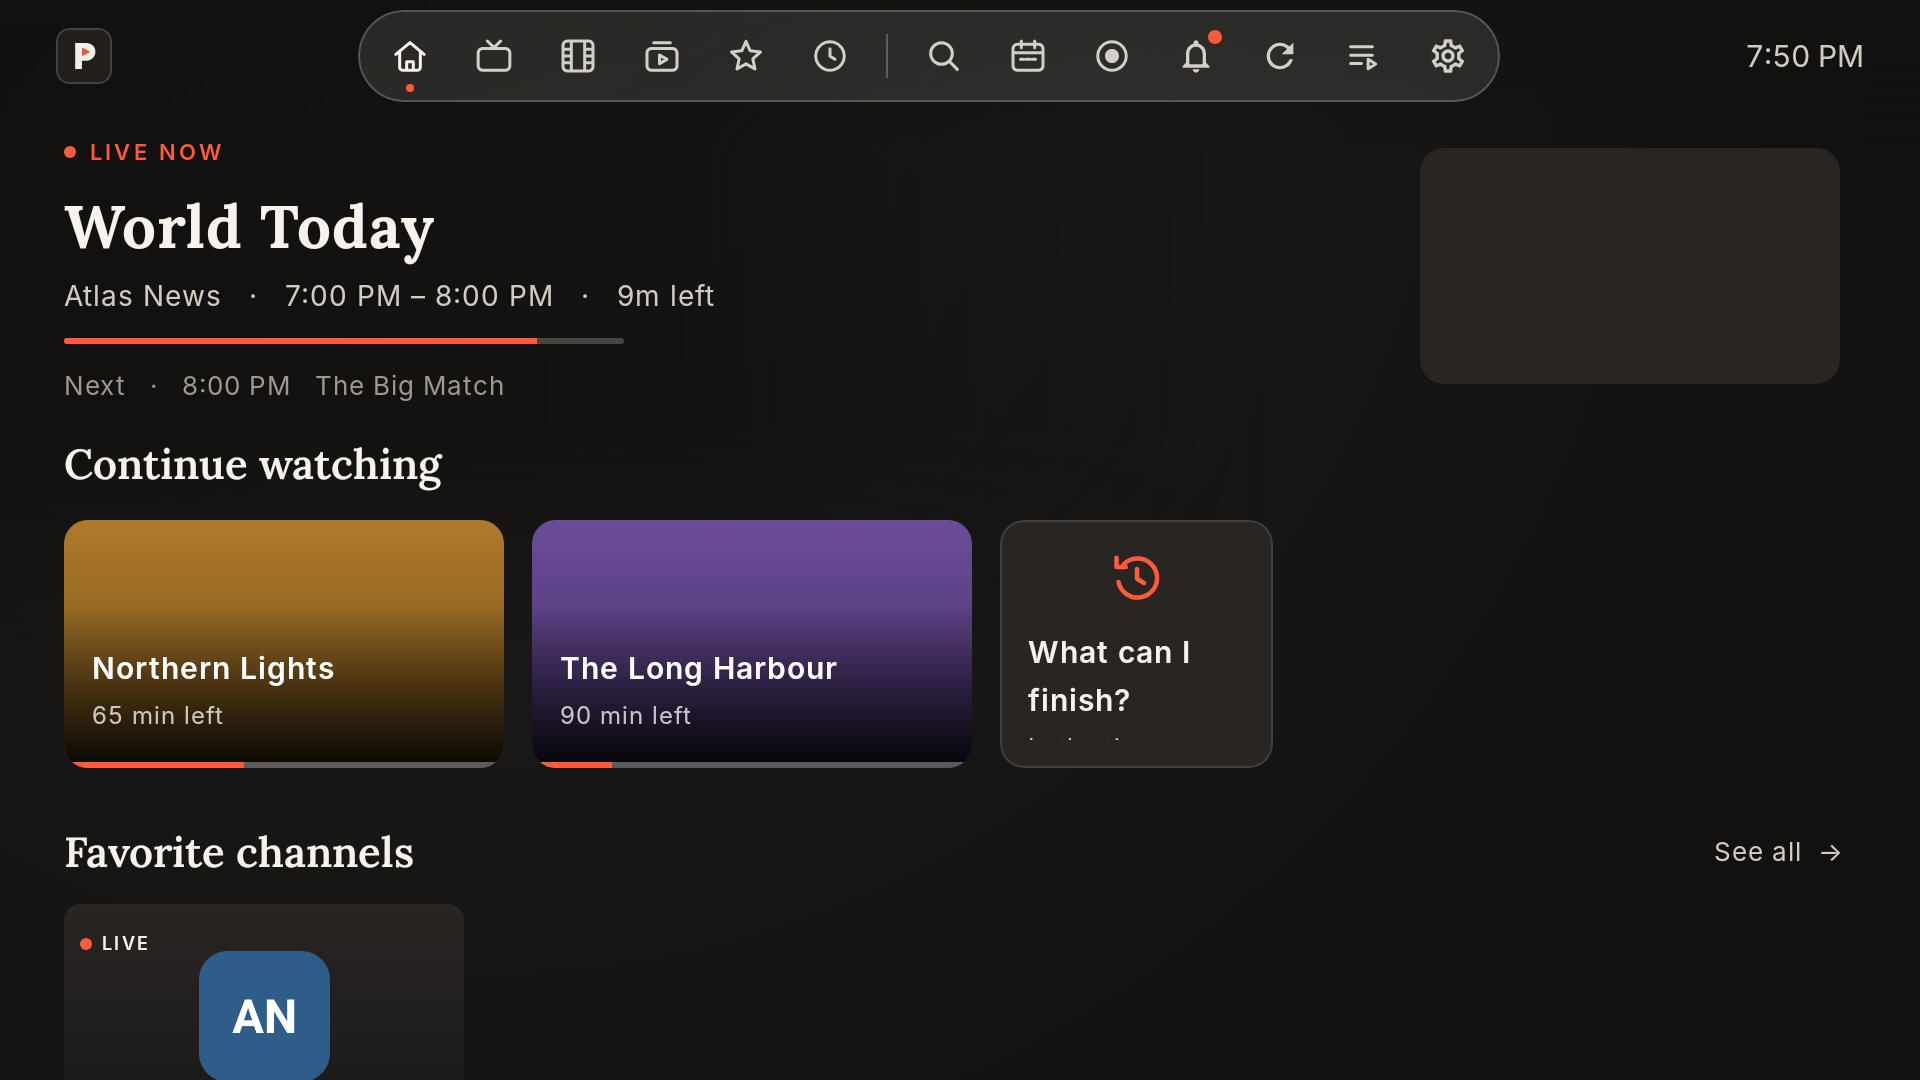 P
7:50 PM
LIVE NOW
World Today
Atlas News · 7:00 PM – 8:00 PM · 9m left
Next · 8:00 PM The Big Match
Continue watching
Northern Lights
65 min left
The Long Harbour
90 min left
What can I
finish?
Favorite channels
See all →
LIVE
AN